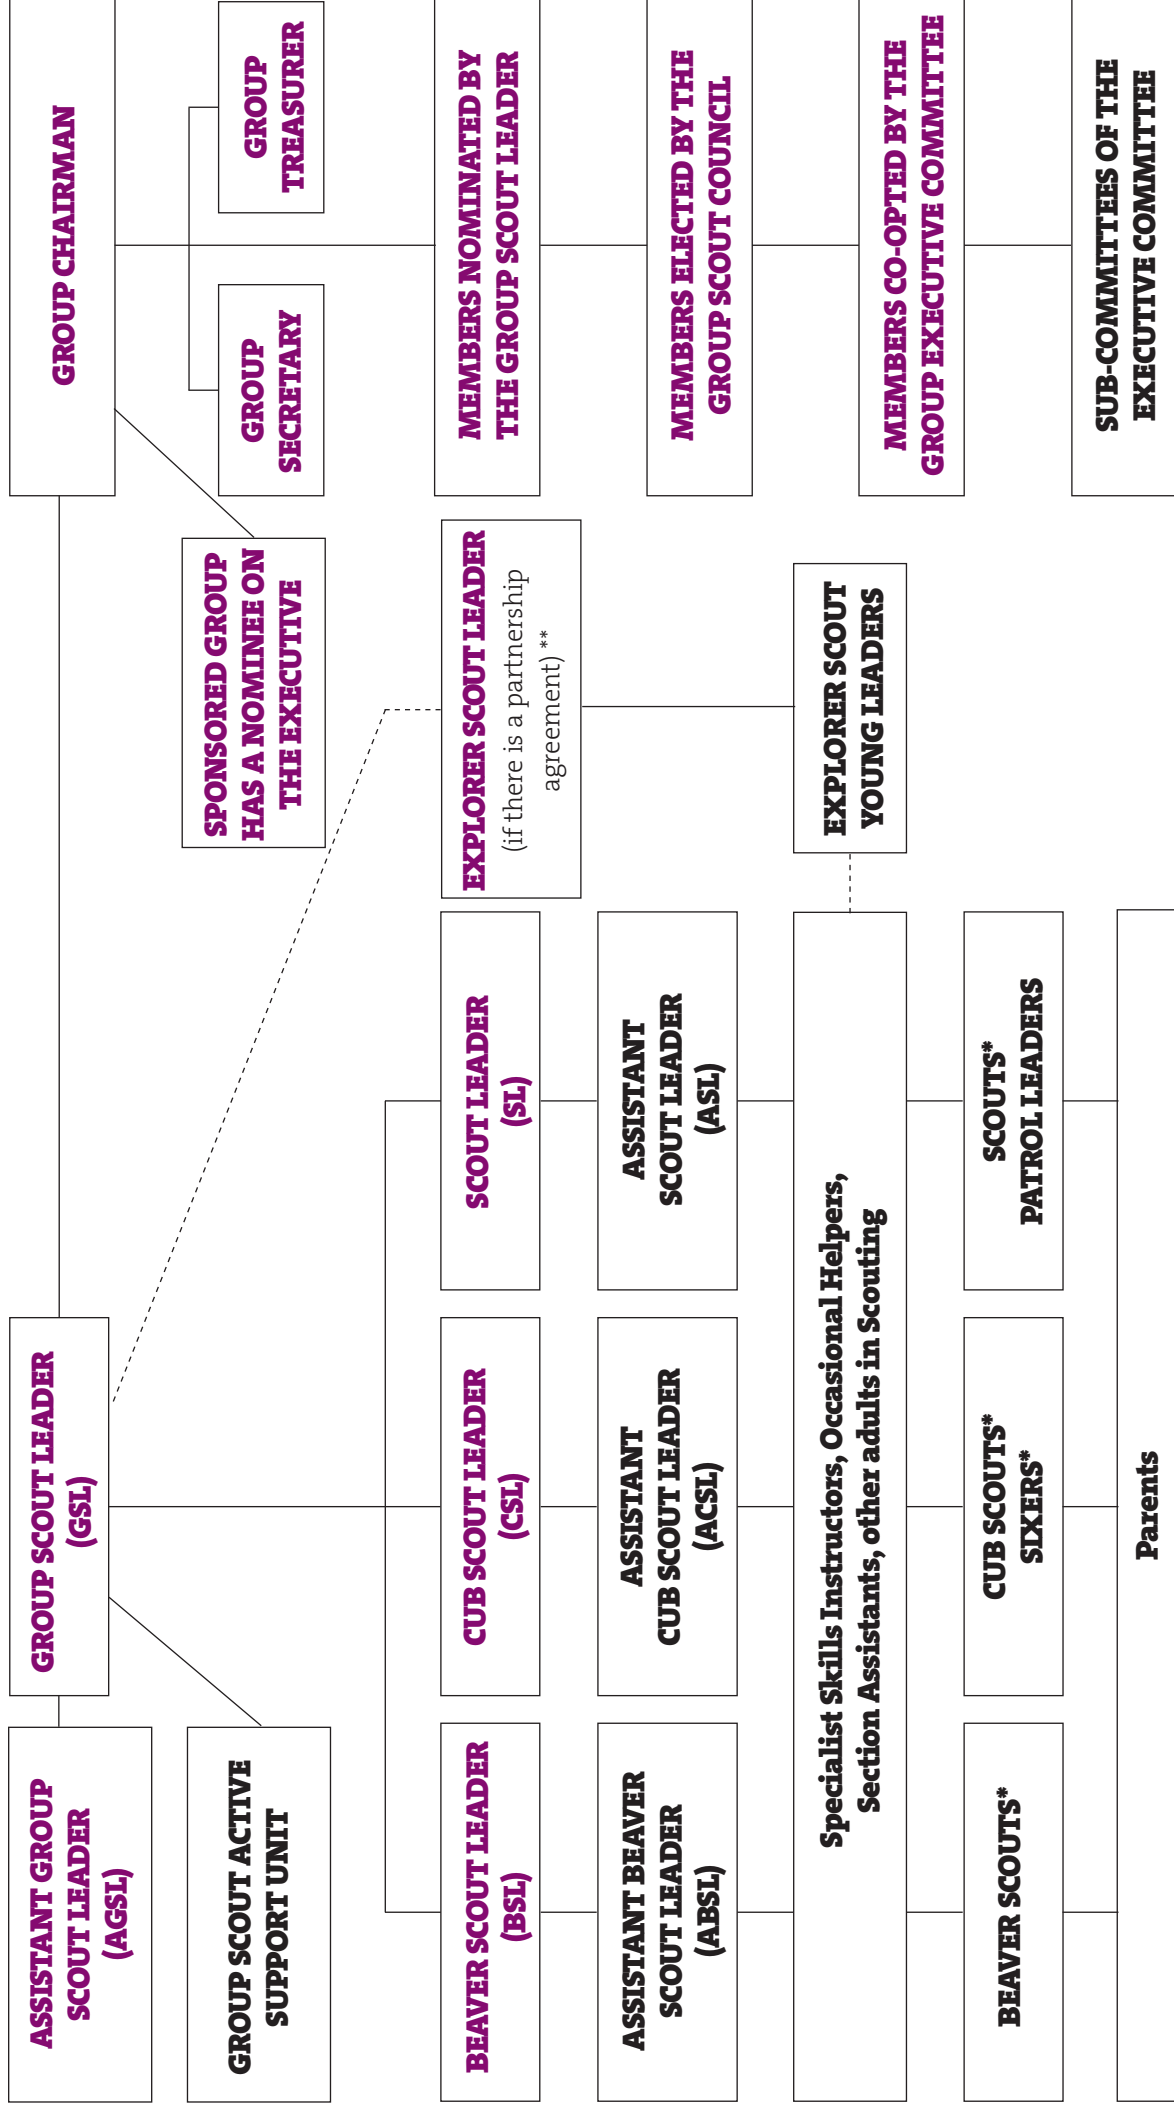 ASSISTANT GROUP
SCOUT LEADER
(AGSL)
GROUP SCOUT LEADER
(GSL)
GROUP CHAIRMAN
GROUP SCOUT ACTIVE
SUPPORT UNIT
SPONSORED GROUP
HAS A NOMINEE ON
THE EXECUTIVE
GROUP
SECRETARY
GROUP
TREASURER
BEAVER SCOUT LEADER
(BSL)
CUB SCOUT LEADER
(CSL)
SCOUT LEADER
(SL)
EXPLORER SCOUT LEADER
(if there is a partnership
agreement) **
MEMBERS NOMINATED BY
THE GROUP SCOUT LEADER
ASSISTANT BEAVER
SCOUT LEADER
(ABSL)
ASSISTANT
CUB SCOUT LEADER
(ACSL)
ASSISTANT
SCOUT LEADER
(ASL)
MEMBERS ELECTED BY THE
GROUP SCOUT COUNCIL
Specialist Skills Instructors, Occasional Helpers,
Section Assistants, other adults in Scouting
EXPLORER SCOUT
YOUNG LEADERS
MEMBERS CO-OPTED BY THE
GROUP EXECUTIVE COMMITTEE
BEAVER SCOUTS*
CUB SCOUTS*
SIXERS*
SCOUTS*
PATROL LEADERS
SUB-COMMITTEES OF THE
EXECUTIVE COMMITTEE
Parents